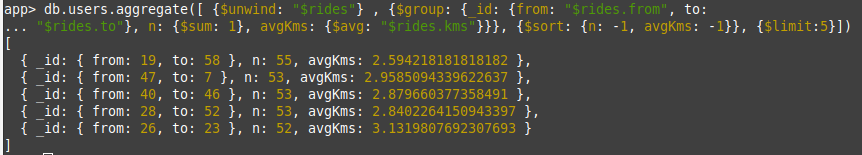 app> db.users.aggregate([ {$unwind: "$rides"} , {$group: {_id: {from: "$rides.from", to:
... "$rides.to"}, n: {$sum: 1}, avgKms: {$avg: "$rides.kms"}}}, {$sort: {n: -1, avgKms: -1}}, {$limit:5}])
[
  { _id: { from: 19, to: 58 }, n: 55, avgKms: 2.594218181818182 },
  { _id: { from: 47, to: 7 }, n: 53, avgKms: 2.9585094339622637 },
  { _id: { from: 40, to: 46 }, n: 53, avgKms: 2.879660377358491 },
  { _id: { from: 28, to: 52 }, n: 53, avgKms: 2.8402264150943397 },
  { _id: { from: 26, to: 23 }, n: 52, avgKms: 3.1319807692307693 }
]